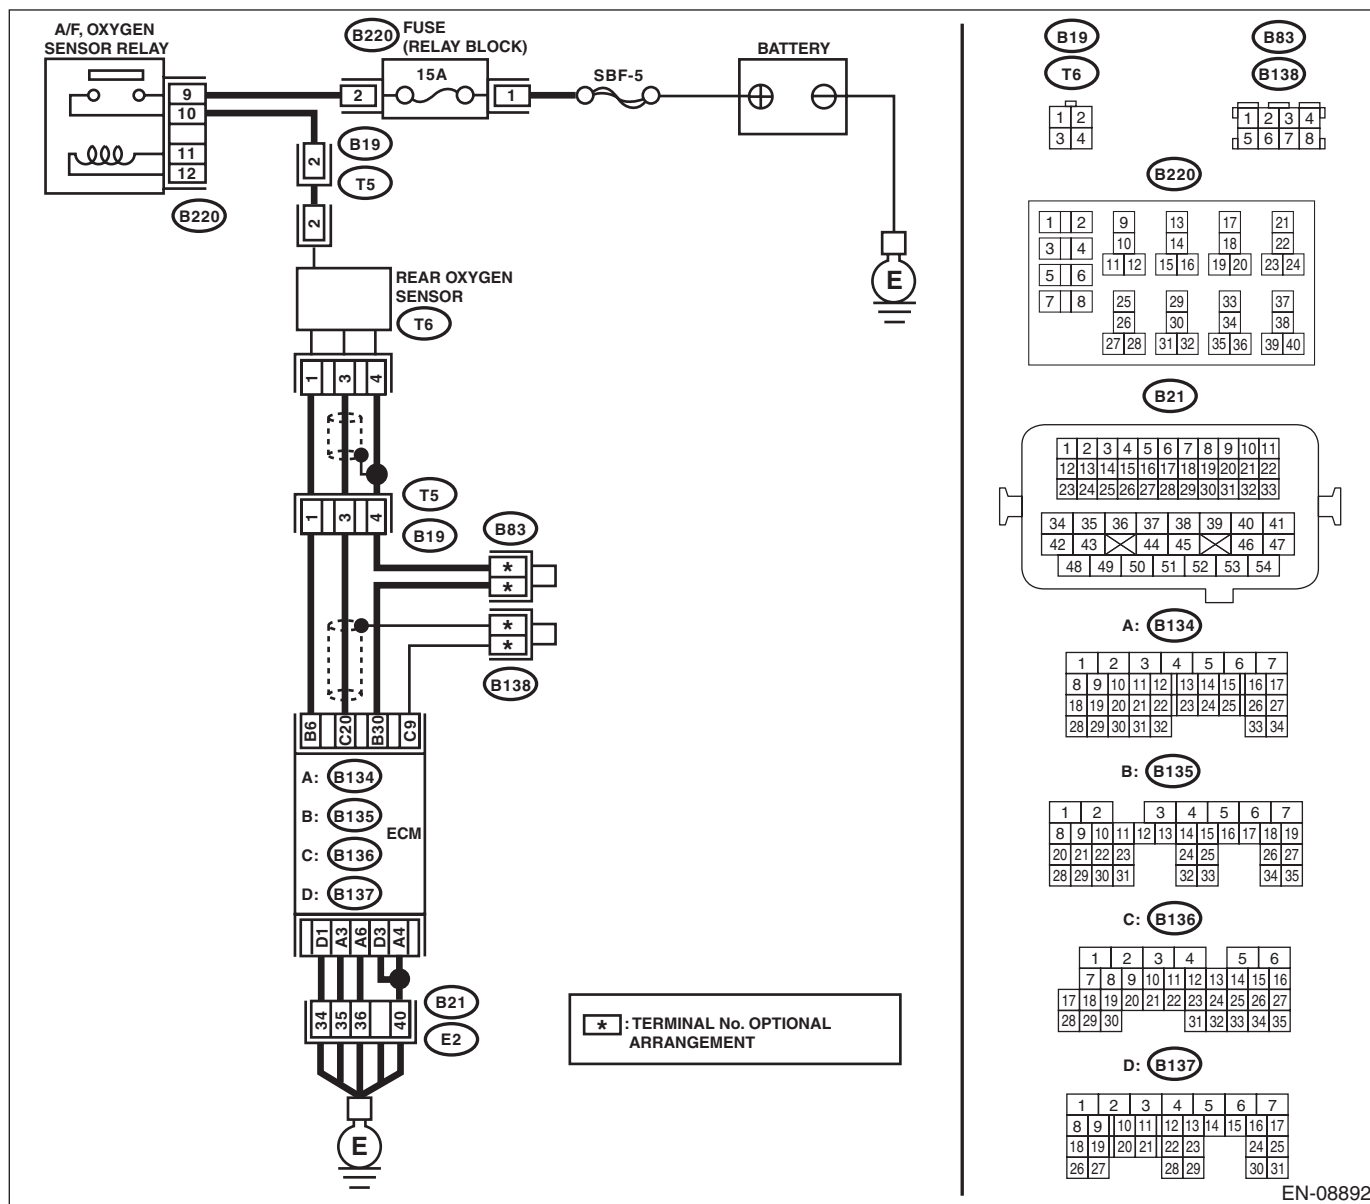 A/F, OXYGEN
SENSOR RELAY
9
10
11
12
B220
B220
FUSE
(RELAY BLOCK)
15A
2
1
SBF-5
BATTERY
E
2
B19
T5
2
REAR OXYGEN
SENSOR
T6
1 3 4
T5
1 3 4
B19
B83
*
*
*
*
B138
B6 C20 B30 C9
A: B134
B: B135
ECM
C: B136
D: B137
D1 A3 A6 D3 A4
B21
34 35 36 40
E2
E
* : TERMINAL No. OPTIONAL
ARRANGEMENT
B19 B83
T6 B138
1 2
3 4
1 2 3 4
5 6 7 8
B220
1 2 9 13 17 21
3 4 10 14 18 22
11 12 15 16 19 20 23 24
5 6
7 8 25 29 33 37
26 30 34 38
27 28 31 32 35 36 39 40
B21
1 2 3 4 5 6 7 8 9 10 11
12 13 14 15 16 17 18 19 20 21 22
23 24 25 26 27 28 29 30 31 32 33
34 35 36 37 38 39 40 41
42 43 44 45 46 47
48 49 50 51 52 53 54
A: B134
1 2 3 4 5 6 7
8 9 10 11 12 13 14 15 16 17
18 19 20 21 22 23 24 25 26 27
28 29 30 31 32 33 34
B: B135
1 2 3 4 5 6 7
8 9 10 11 12 13 14 15 16 17 18 19
20 21 22 23 24 25 26 27
28 29 30 31 32 33 34 35
C: B136
1 2 3 4 5 6
7 8 9 10 11 12 13 14 15 16
17 18 19 20 21 22 23 24 25 26 27
28 29 30 31 32 33 34 35
D: B137
1 2 3 4 5 6 7
8 9 10 11 12 13 14 15 16 17
18 19 20 21 22 23 24 25
26 27 28 29 30 31
EN-08892